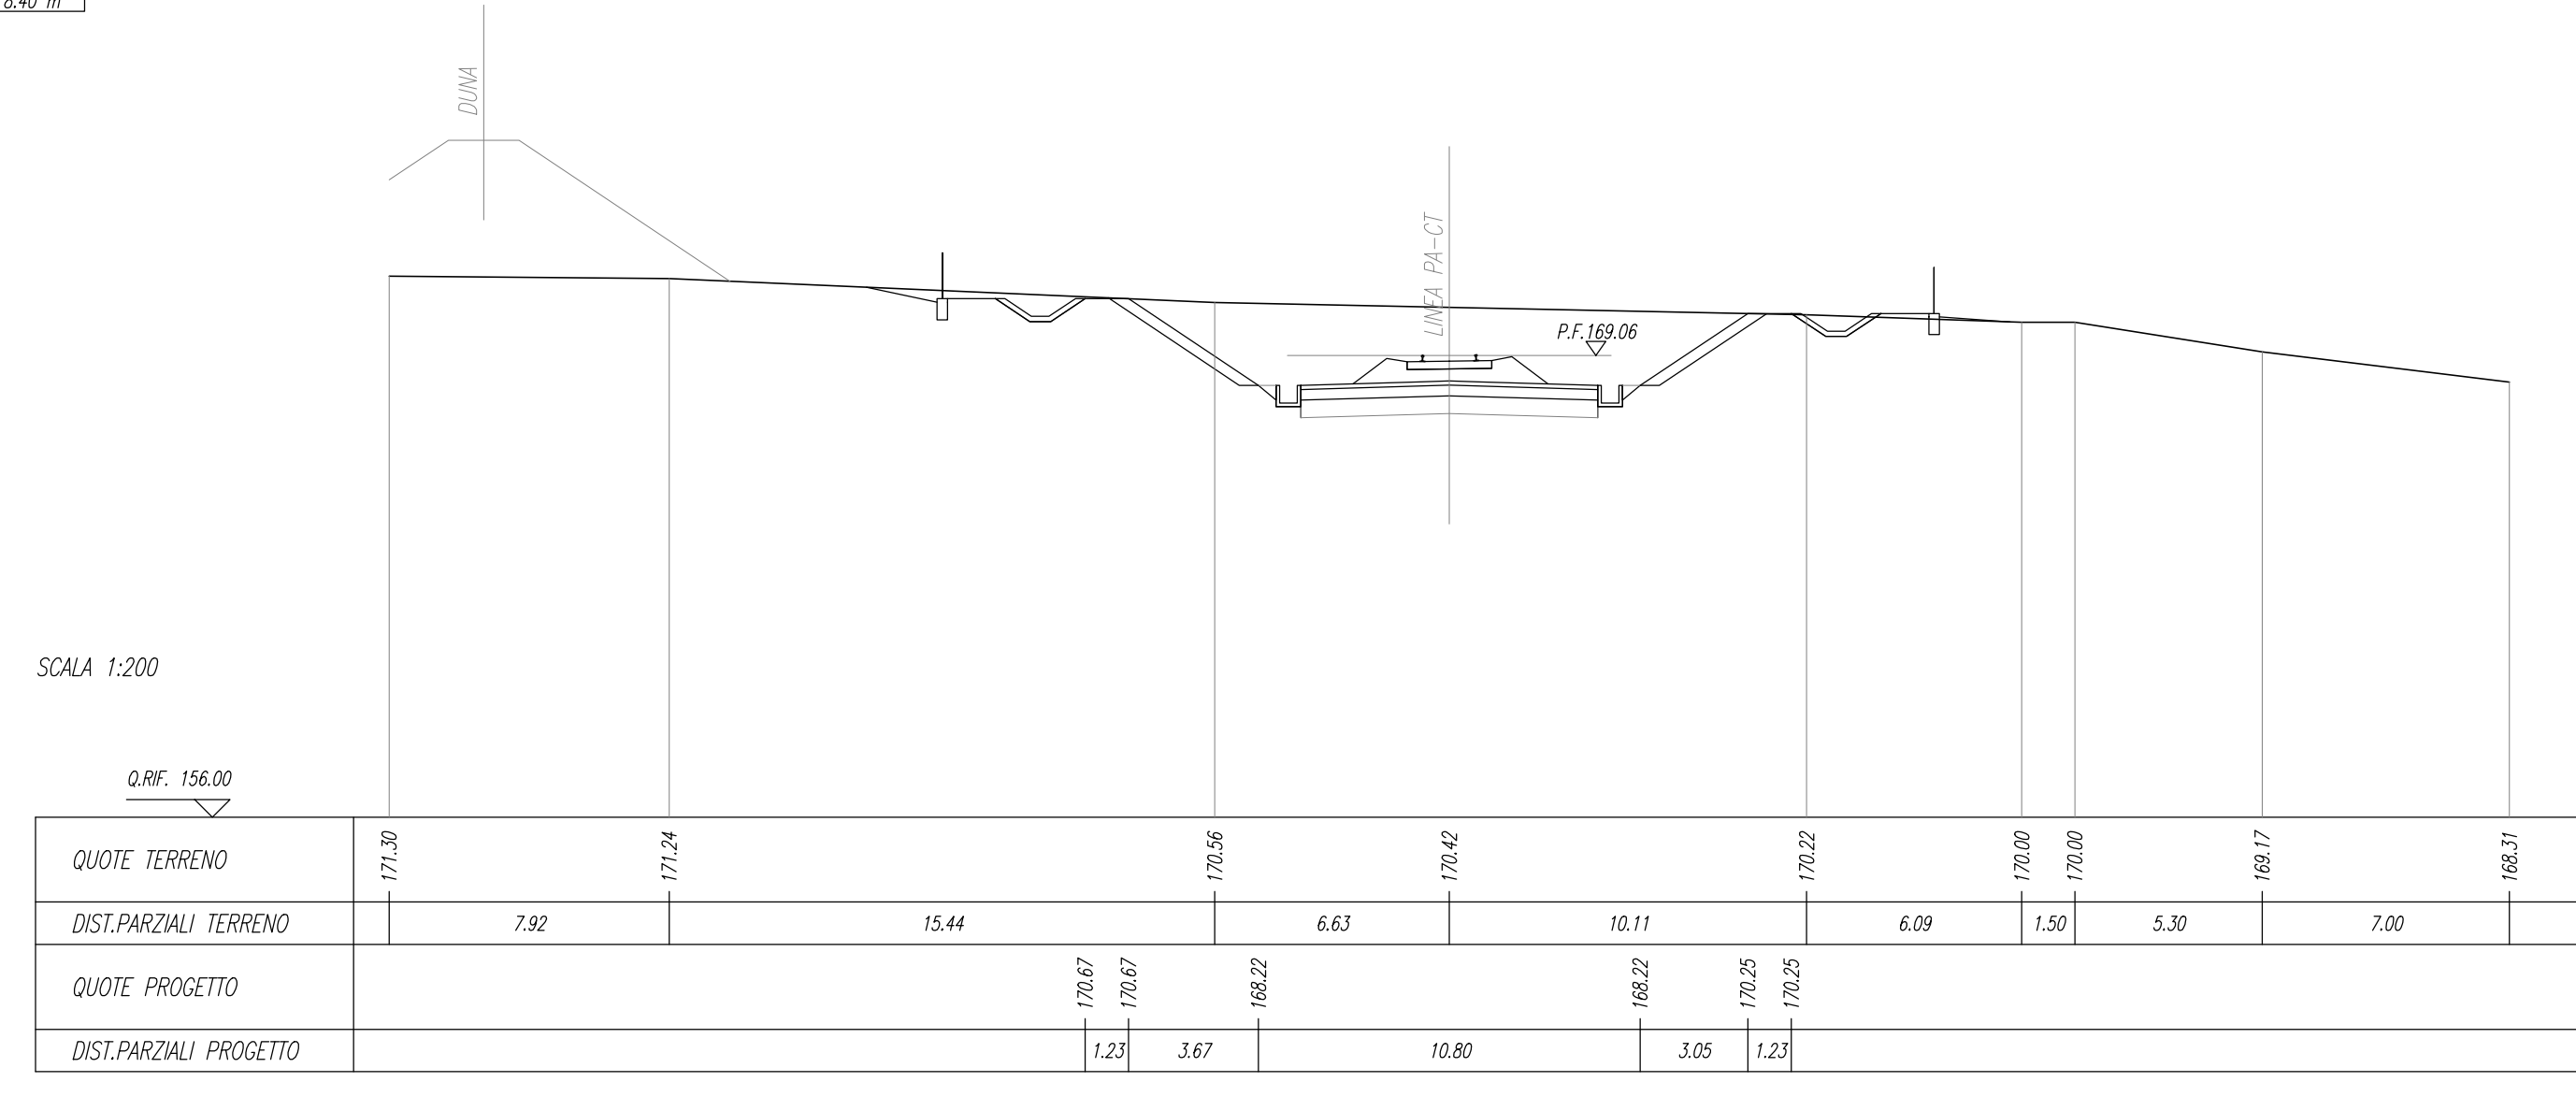 8.40 m
DUNA
LINEA PA-CT
P.F.169.06
SCALA 1:200
Q.RIF. 156.00
QUOTE TERRENO 171.30 171.24 170.56 170.42 170.22 170.00 170.00 169.17 168.31
DIST.PARZIALI TERRENO 7.92 15.44 6.63 10.11 6.09 1.50 5.30 7.00
QUOTE PROGETTO 170.67 170.67 168.22 168.22 170.25 170.25
DIST.PARZIALI PROGETTO 1.23 3.67 10.80 3.05 1.23